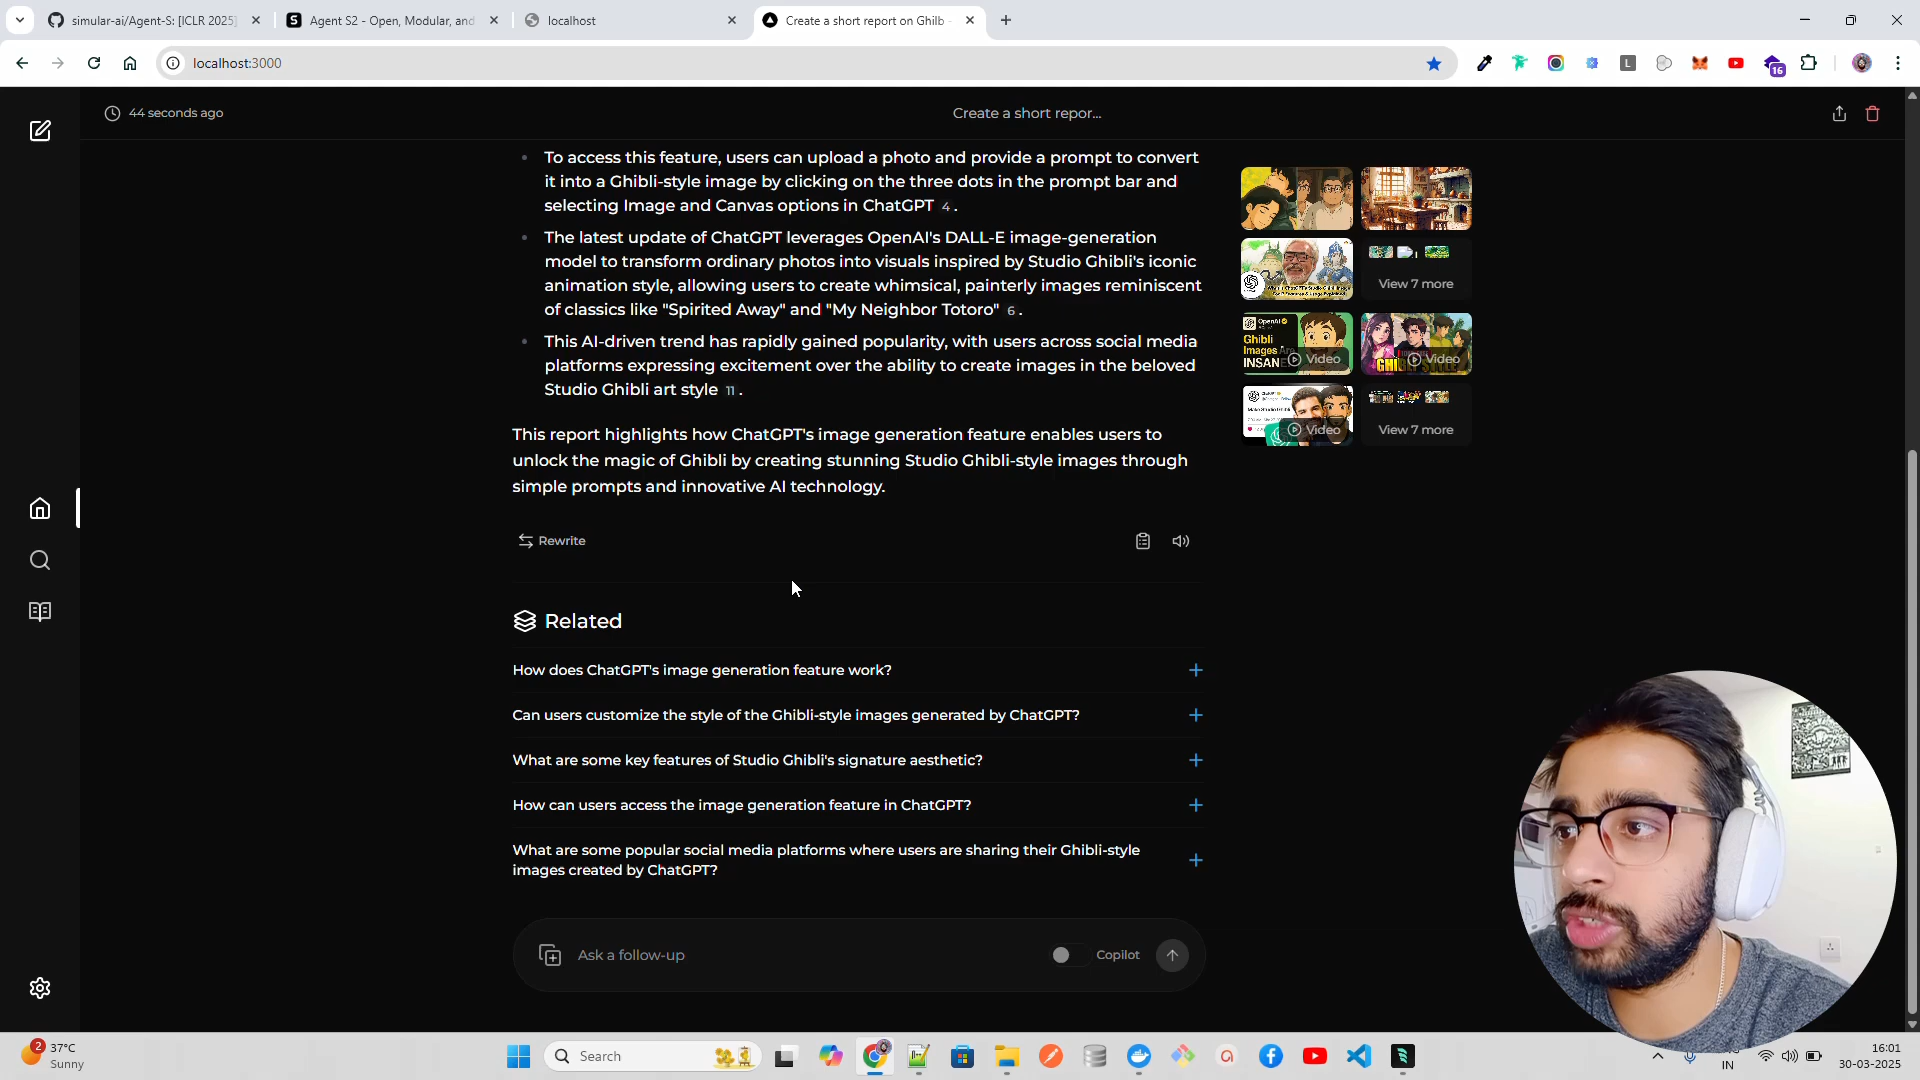 simular-ai/Agent-S: [ICLR 2025]
Agent S2 - Open, Modular, and
localhost
Create a short report on Ghilb
localhost:3000
L
16
44 seconds ago
Create a short repor...
To access this feature, users can upload a photo and provide a prompt to convert
it into a Ghibli-style image by clicking on the three dots in the prompt bar and
selecting Image and Canvas options in ChatGPT 4 .
The latest update of ChatGPT leverages OpenAI's DALL-E image-generation
model to transform ordinary photos into visuals inspired by Studio Ghibli's iconic
animation style, allowing users to create whimsical, painterly images reminiscent
of classics like "Spirited Away" and "My Neighbor Totoro" 6 .
This AI-driven trend has rapidly gained popularity, with users across social media
platforms expressing excitement over the ability to create images in the beloved
Studio Ghibli art style 11 .
This report highlights how ChatGPT's image generation feature enables users to
unlock the magic of Ghibli by creating stunning Studio Ghibli-style images through
simple prompts and innovative AI technology.
Rewrite
View 7 more
OpenAI
Ghibli
Images Are
INSANE
Video
Video
Video
View 7 more
Related
How does ChatGPT's image generation feature work?
Can users customize the style of the Ghibli-style images generated by ChatGPT?
What are some key features of Studio Ghibli's signature aesthetic?
How can users access the image generation feature in ChatGPT?
What are some popular social media platforms where users are sharing their Ghibli-style
images created by ChatGPT?
Ask a follow-up
Copilot
2
37°C
Sunny
Search
IN
16:01
30-03-2025